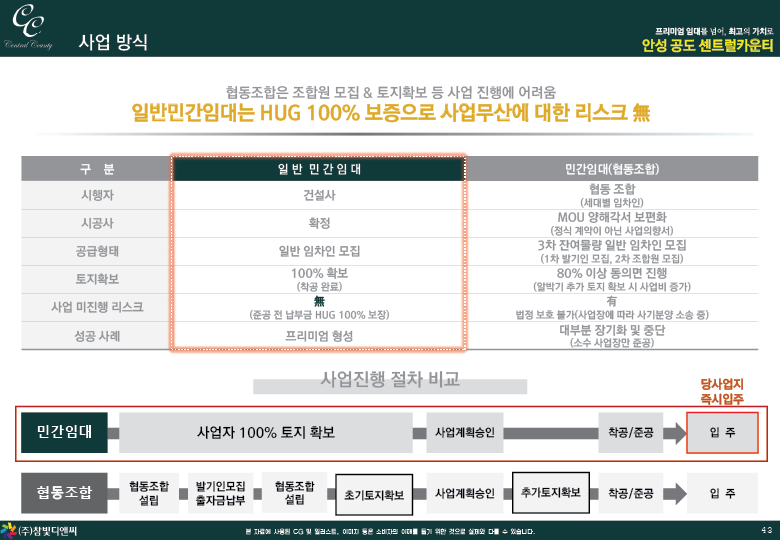 CC
Central County
사업 방식
프리미엄 임대를 넘어, 최고의 가치로
안성 공도 센트럴카운티
협동조합은 조합원 모집 & 토지확보 등 사업 진행에 어려움
일반민간임대는 HUG 100% 보증으로 사업무산에 대한 리스크 無
구 분 일반 민간임대 민간임대(협동조합)
시행자 건설사 협동 조합
(세대별 임차인)
시공사 확정 MOU 양해각서 보편화
(정식 계약이 아닌 사업의향서)
공급형태 일반 임차인 모집 3차 잔여물량 일반 임차인 모집
(1차 발기인 모집, 2차 조합원 모집)
토지확보 100% 확보 80% 이상 동의면 진행
(착공 완료) (알박기 추가 토지 확보 시 사업비 증가)
사업 미진행 리스크 無 有
(준공 전 납부금 HUG 100% 보장) 법정 보호 불가(사업장에 따라 사기분양 소송 중)
성공 사례 프리미엄 형성 대부분 장기화 및 중단
(소수 사업장만 준공)
사업진행 절차 비교
당사업지
즉시입주
민간임대 사업자 100% 토지 확보 사업계획승인 착공/준공 입 주
협동조합 협동조합
설립 발기인모집
출자금납부 협동조합
설립 초기토지확보 사업계획승인 추가토지확보 착공/준공 입 주
(주)참빛디앤씨
본 자료에 사용된 CG 및 일러스트, 이미지 등은 소비자의 이해를 돕기 위한 것으로 실제와 다를 수 있습니다.
43